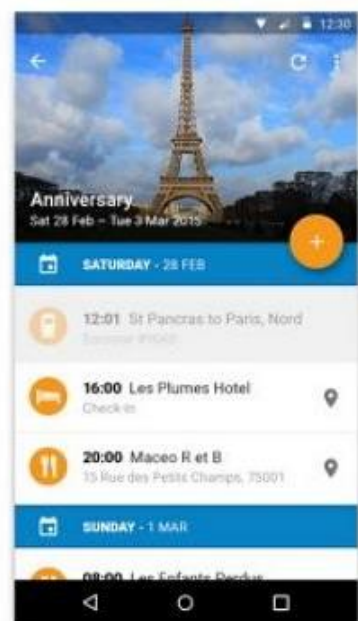 12:30
Anniversary
Sat 28 Feb – Tue 3 Mar 2015
+
SATURDAY - 28 FEB
12:01 St Pancras to Paris, Nord
16:00 Les Plumes Hotel
Check-in
20:00 Maceo R et B
15 Rue des Petits Champs, 75001
SUNDAY - 1 MAR
08:00 Les Enfants Perdus